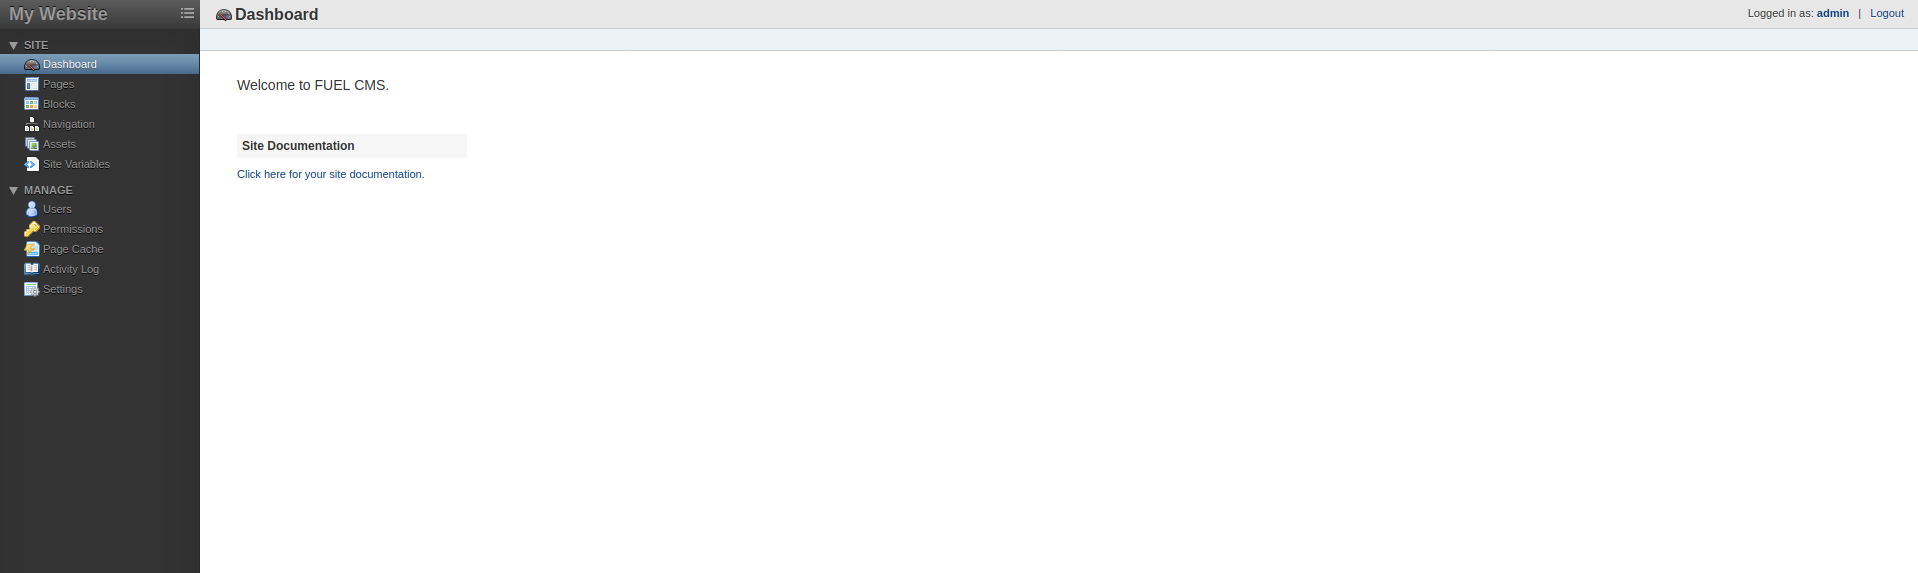 My Website
Dashboard
Logged in as: admin | Logout
SITE
Dashboard
Pages
Blocks
Navigation
Assets
Site Variables
MANAGE
Users
Permissions
Page Cache
Activity Log
Settings
Welcome to FUEL CMS.
Site Documentation
Click here for your site documentation.